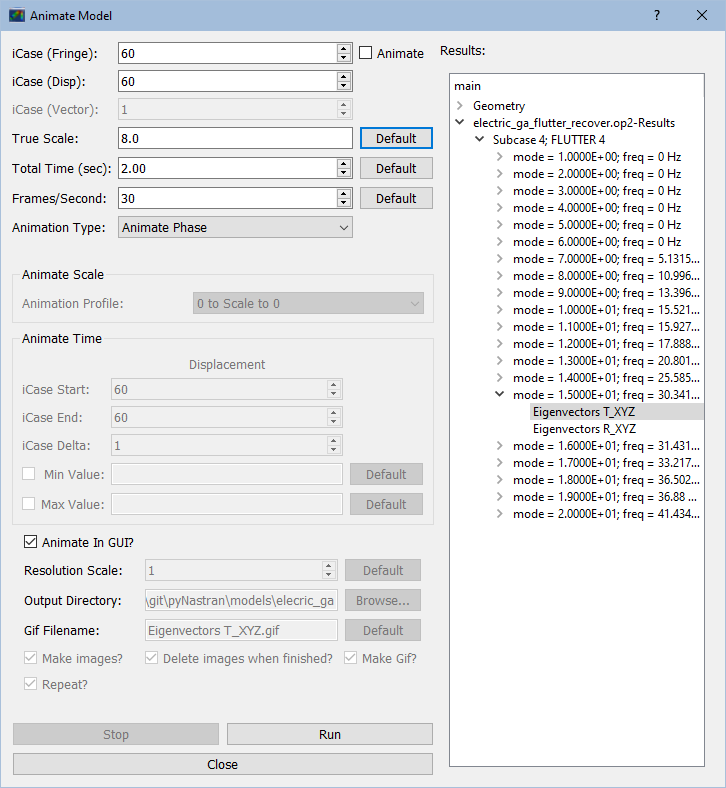 Animate Model
?
iCase (Fringe): 60 Animate
iCase (Disp): 60
iCase (Vector): 1
True Scale: 8.0 Default
Total Time (sec): 2.00 Default
Frames/Second: 30 Default
Animation Type: Animate Phase
Animate Scale
Animation Profile: 0 to Scale to 0
Animate Time
Displacement
iCase Start: 60
iCase End: 60
iCase Delta: 1
Min Value: Default
Max Value: Default
Animate In GUI?
Resolution Scale: 1 Default
Output Directory: \git\pyNastran\models\elecric_ga Browse...
Gif Filename: Eigenvectors T_XYZ.gif Default
Make images? Delete images when finished? Make Gif?
Repeat?
Stop Run
Close
Results:
main
Geometry
electric_ga_flutter_recover.op2-Results
Subcase 4; FLUTTER 4
mode = 1.0000E+00; freq = 0 Hz
mode = 2.0000E+00; freq = 0 Hz
mode = 3.0000E+00; freq = 0 Hz
mode = 4.0000E+00; freq = 0 Hz
mode = 5.0000E+00; freq = 0 Hz
mode = 6.0000E+00; freq = 0 Hz
mode = 7.0000E+00; freq = 5.1315...
mode = 8.0000E+00; freq = 10.996...
mode = 9.0000E+00; freq = 13.396...
mode = 1.0000E+01; freq = 15.521...
mode = 1.1000E+01; freq = 15.927...
mode = 1.2000E+01; freq = 17.888...
mode = 1.3000E+01; freq = 20.801...
mode = 1.4000E+01; freq = 25.585...
mode = 1.5000E+01; freq = 30.341...
Eigenvectors T_XYZ
Eigenvectors R_XYZ
mode = 1.6000E+01; freq = 31.431...
mode = 1.7000E+01; freq = 33.217...
mode = 1.8000E+01; freq = 36.502...
mode = 1.9000E+01; freq = 36.88 ...
mode = 2.0000E+01; freq = 41.434...